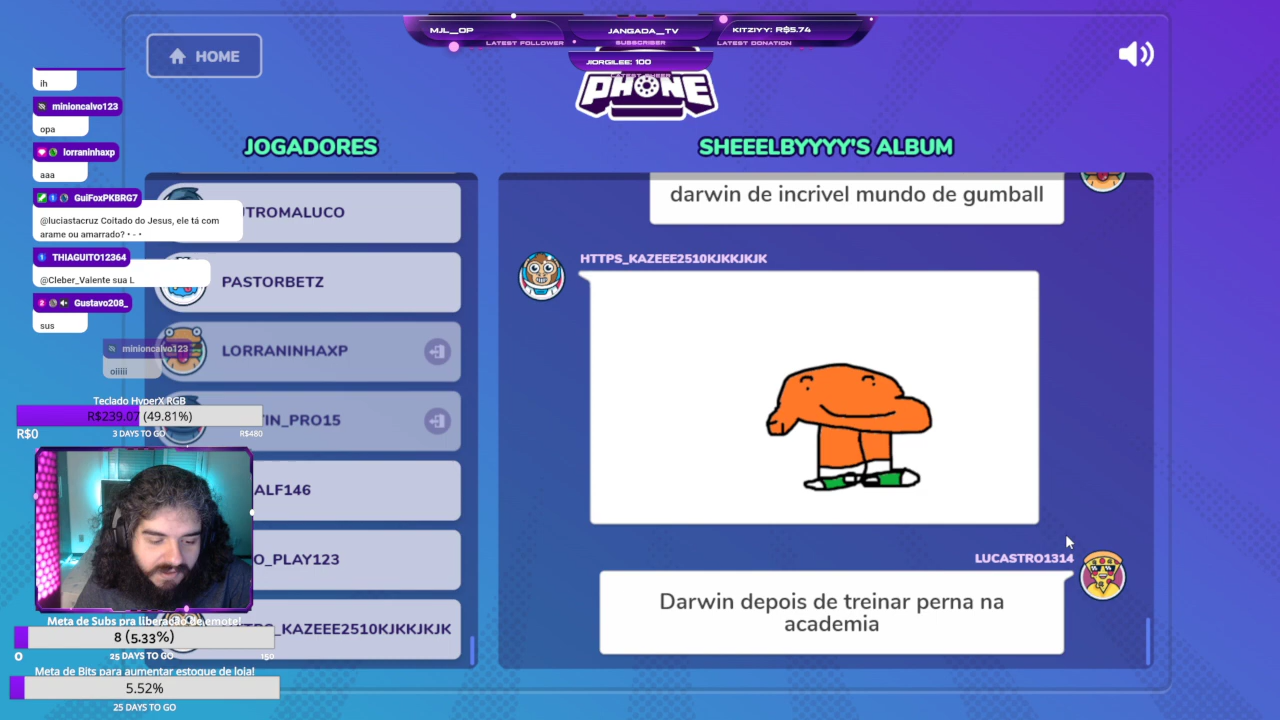 MJL_OP
LATEST FOLLOWER
JANGADA_TV
SUBSCRIBER
KITZIYY: R$5.74
LATEST DONATION
JIORGILEE: 100
LATEST CHEER
HOME
PHONE
ih
minioncalvo123
opa
lorraninhaxp
aaa
GuiFoxPKBRG7
@luciastacruz Coitado do Jesus, ele tá com
arame ou amarrado? • - •
THIAGUITO12364
@Cleber_Valente sua L
Gustavo208_
sus
minioncalvo123
oiiiii
Teclado HyperX RGB
R$239.07 (49.81%)
R$0
3 DAYS TO GO
R$480
Meta de Subs pra liberação de emote!
8 (5.33%)
0
25 DAYS TO GO
150
Meta de Bits para aumentar estoque de loja!
5.52%
25 DAYS TO GO
JOGADORES
UTROMALUCO
PASTORBETZ
LORRANINHAXP
IN_PRO15
ALF146
O_PLAY123
S_KAZEEE2510KJKKJKJK
SHEEELBYYYY'S ALBUM
darwin de incrivel mundo de gumball
HTTPS_KAZEEE2510KJKKJKJK
LUCASTRO1314
Darwin depois de treinar perna na
academia